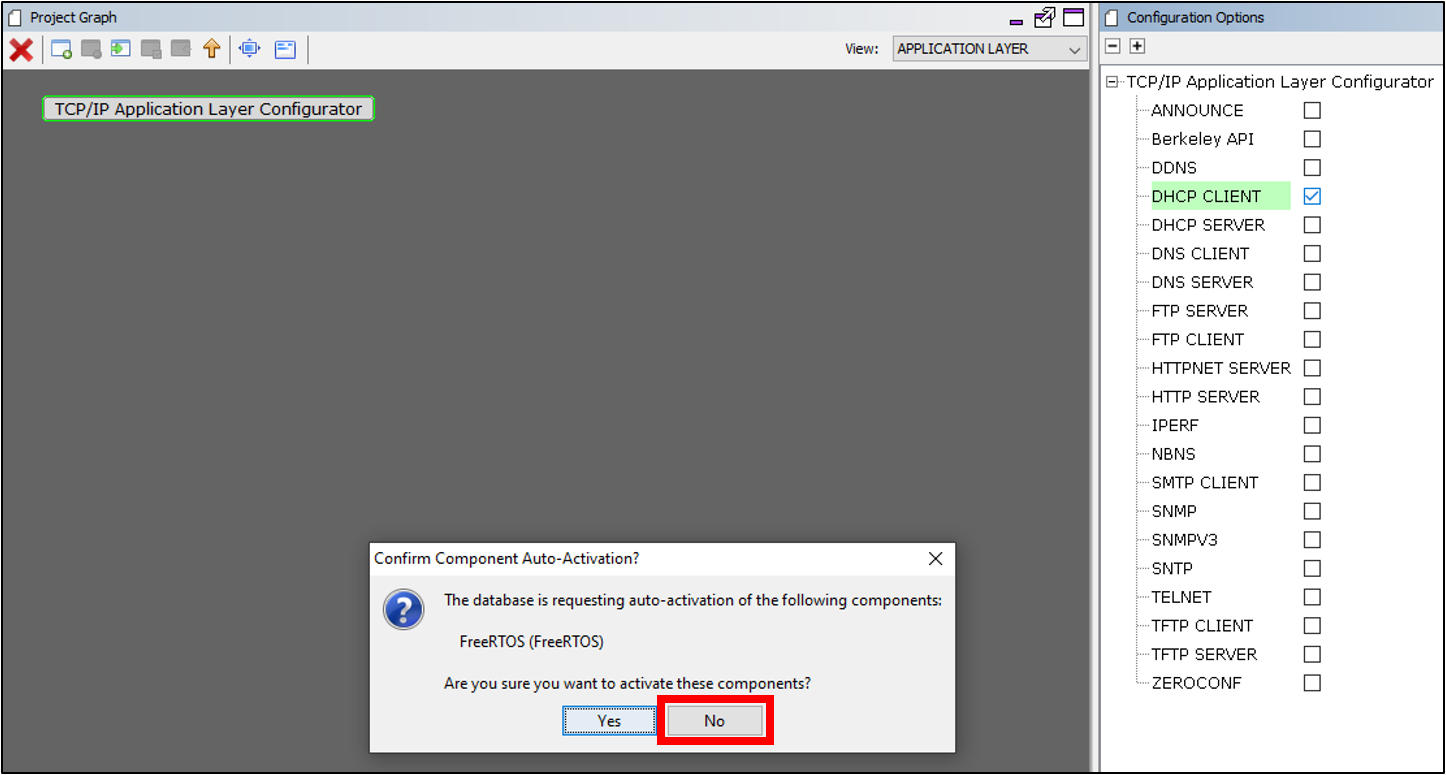 Project Graph
View:
APPLICATION LAYER
TCP/IP Application Layer Configurator
Confirm Component Auto-Activation?
The database is requesting auto-activation of the following components:
FreeRTOS (FreeRTOS)
Are you sure you want to activate these components?
Yes
No
Configuration Options
TCP/IP Application Layer Configurator
ANNOUNCE
Berkeley API
DDNS
DHCP CLIENT
DHCP SERVER
DNS CLIENT
DNS SERVER
FTP SERVER
FTP CLIENT
HTTPNET SERVER
HTTP SERVER
IPERF
NBNS
SMTP CLIENT
SNMP
SNMPV3
SNTP
TELNET
TFTP CLIENT
TFTP SERVER
ZEROCONF